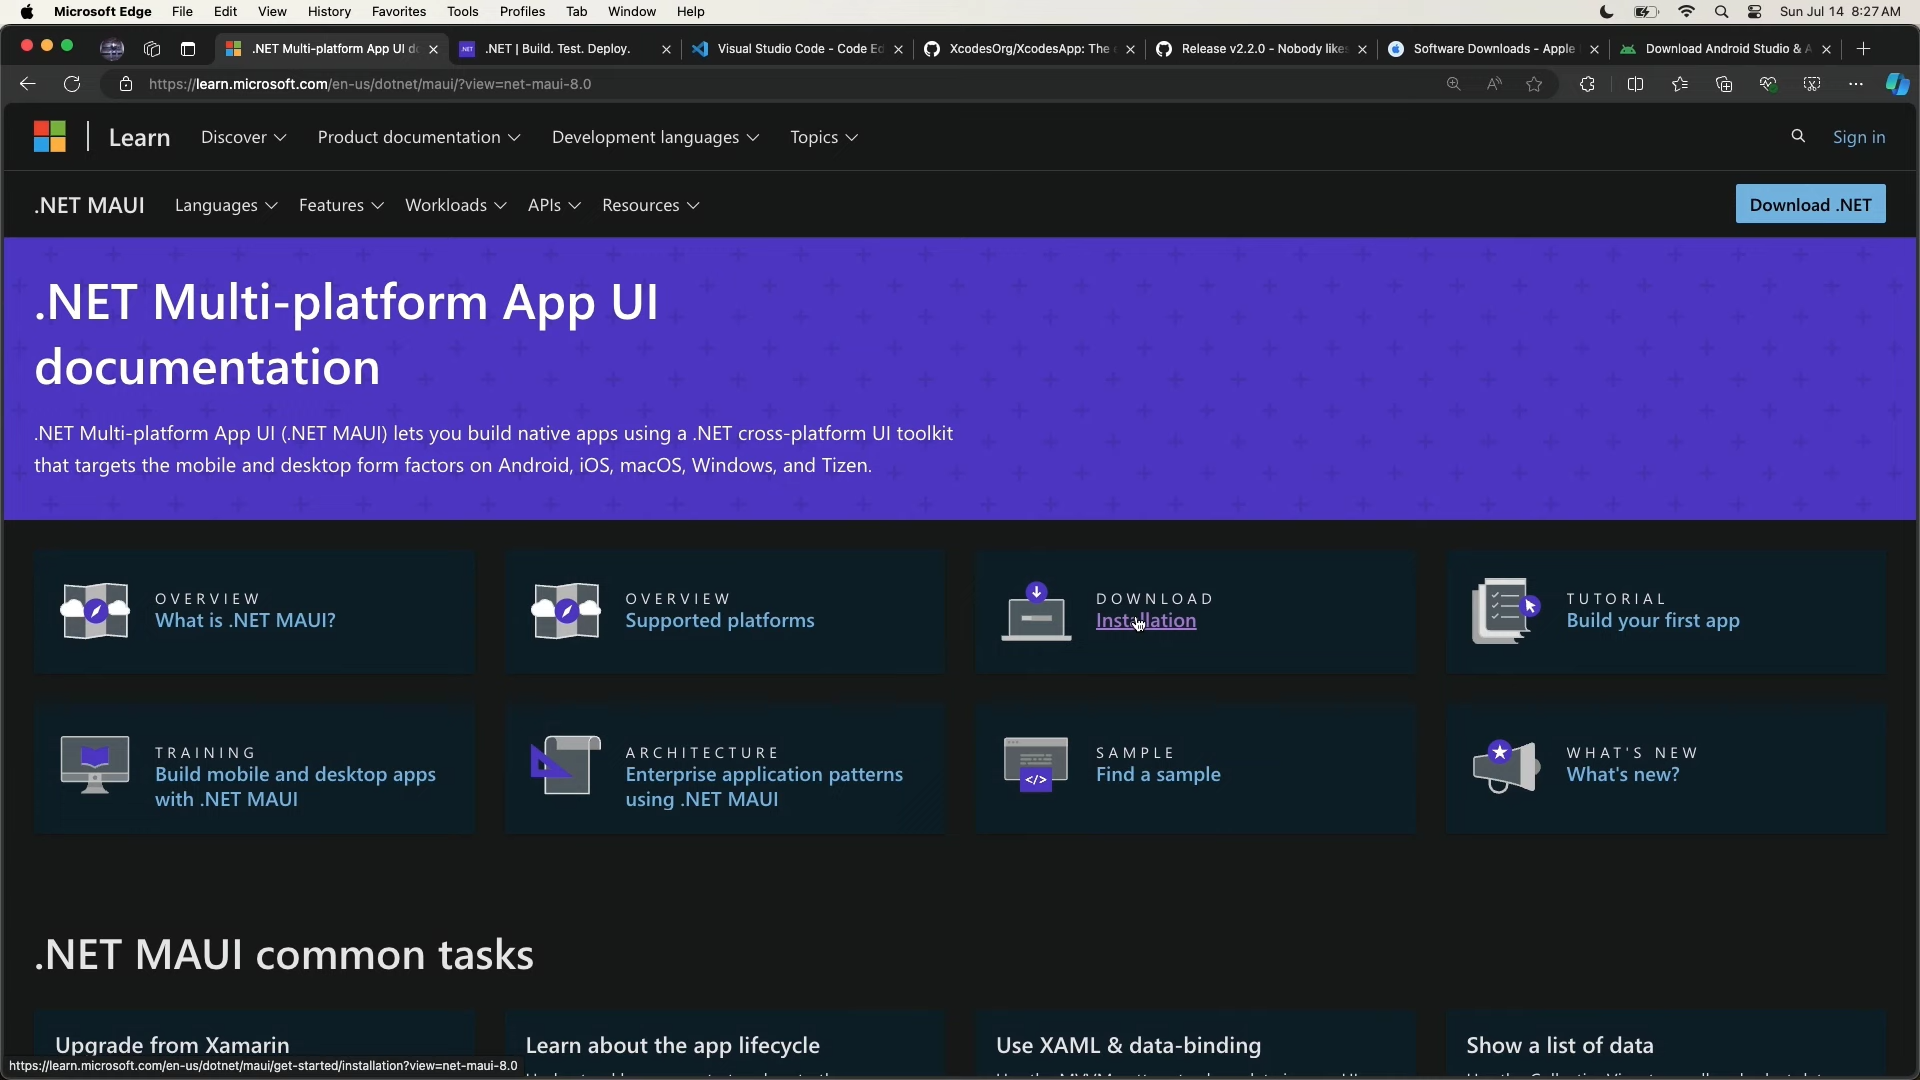 Microsoft Edge File Edit View History Favorites Tools Profiles Tab Window Help Sun Jul 14 8:27 AM
.NET Multi-platform App UI do .NET | Build. Test. Deploy. Visual Studio Code - Code Ed XcodesOrg/XcodesApp: The e Release v2.2.0 - Nobody likes Software Downloads - Apple Download Android Studio & A
https://learn.microsoft.com/en-us/dotnet/maui/?view=net-maui-8.0
Learn Discover Product documentation Development languages Topics Sign in
.NET MAUI Languages Features Workloads APIs Resources Download .NET
.NET Multi-platform App UI
documentation
.NET Multi-platform App UI (.NET MAUI) lets you build native apps using a .NET cross-platform UI toolkit
that targets the mobile and desktop form factors on Android, iOS, macOS, Windows, and Tizen.
OVERVIEW
What is .NET MAUI?
OVERVIEW
Supported platforms
DOWNLOAD
Installation
TUTORIAL
Build your first app
TRAINING
Build mobile and desktop apps
with .NET MAUI
ARCHITECTURE
Enterprise application patterns
using .NET MAUI
SAMPLE
Find a sample
WHAT'S NEW
What's new?
.NET MAUI common tasks
Upgrade from Xamarin
Learn about the app lifecycle
Use XAML & data-binding
Show a list of data
https://learn.microsoft.com/en-us/dotnet/maui/get-started/installation?view=net-maui-8.0